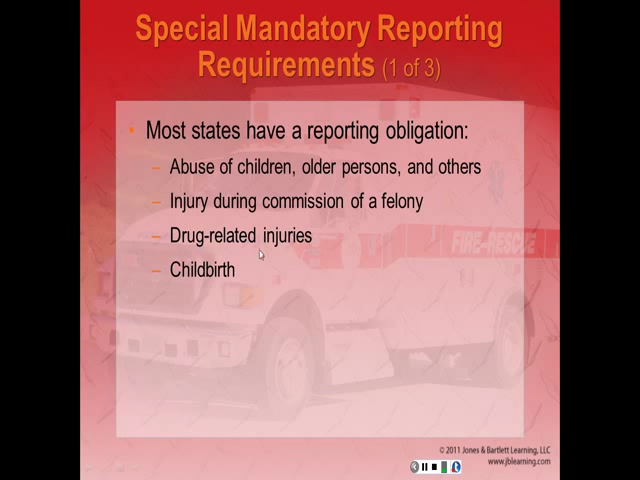 Special Mandatory Reporting
Requirements (1 of 3)
• Most states have a reporting obligation:
– Abuse of children, older persons, and others
– Injury during commission of a felony
– Drug-related injuries
– Childbirth
FIRE-RESCUE
© 2011 Jones & Bartlett Learning, LLC
www.jblearning.com